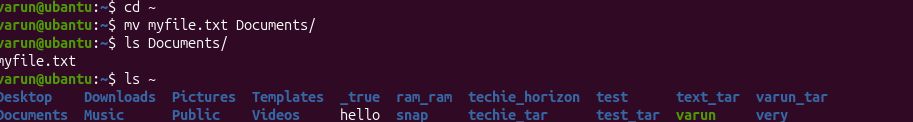 varun@ubantu:~$ cd ~
varun@ubantu:~$ mv myfile.txt Documents/
varun@ubantu:~$ ls Documents/
myfile.txt
varun@ubantu:~$ ls ~
Desktop Downloads Pictures Templates _true ram_ram techie_horizon test text_tar varun_tar
Documents Music Public Videos hello snap techie_tar test_tar varun very